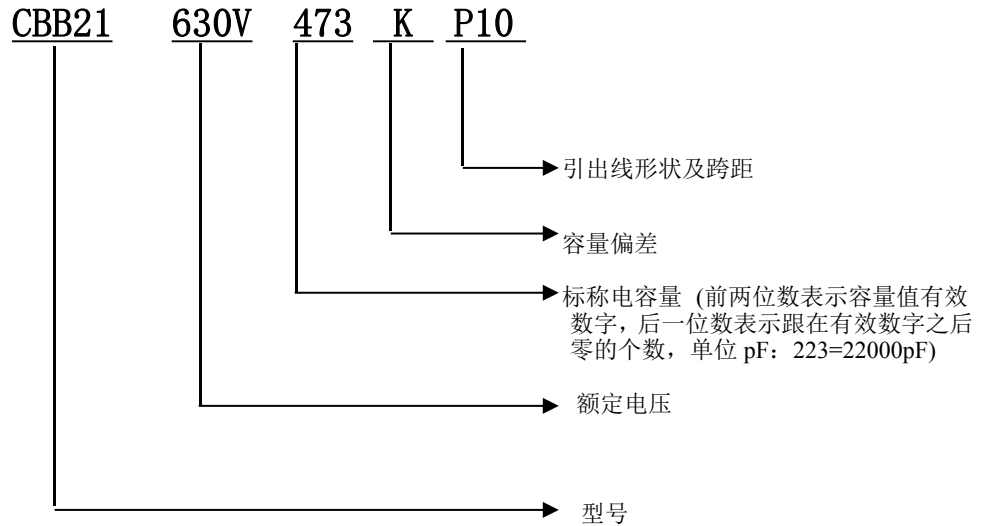 CBB21 630V 473 K P10
引出线形状及跨距
容量偏差
标称电容量 (前两位数表示容量值有效
数字，后一位数表示跟在有效数字之后
零的个数，单位 pF：223=22000pF)
额定电压
型号